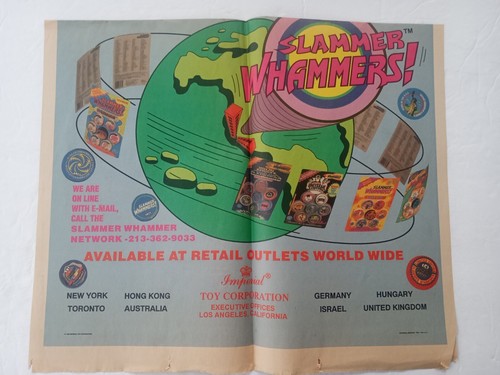 SLAMMER
WHAMMERS!™
WE ARE
ON LINE
WITH E-MAIL,
CALL THE
SLAMMER WHAMMER
NETWORK -213-362-9033
AVAILABLE AT RETAIL OUTLETS WORLD WIDE
Imperial®
TOY CORPORATION
EXECUTIVE OFFICES
LOS ANGELES, CALIFORNIA
NEW YORK HONG KONG GERMANY HUNGARY
TORONTO AUSTRALIA ISRAEL UNITED KINGDOM